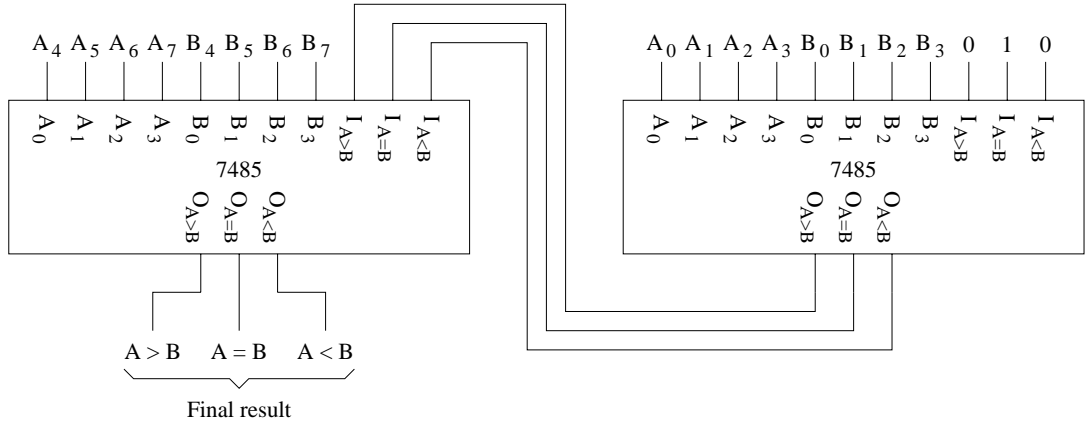 A4 A5 A6 A7 B4 B5 B6 B7
A0 A1 A2 A3 B0 B1 B2 B3 0 1 0
A0 A1 A2 A3 B0 B1 B2 B3 IA>B IA=B IA<B
7485
OA>B OA=B OA<B
A0 A1 A2 A3 B0 B1 B2 B3 IA>B IA=B IA<B
7485
OA>B OA=B OA<B
A > B A = B A < B
Final result